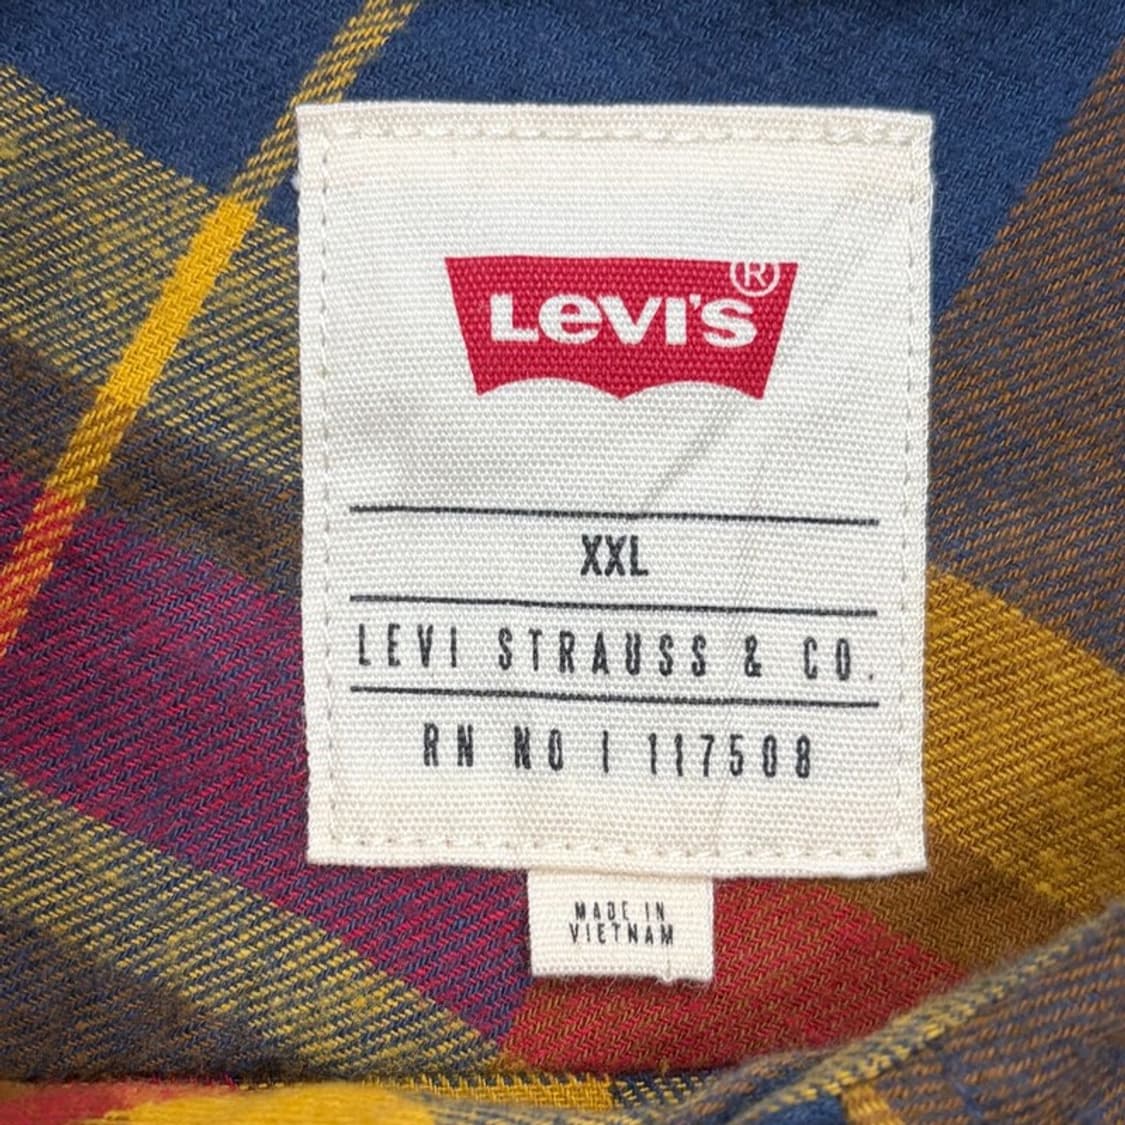 Levi's ®
XXL
LEVI STRAUSS & CO.
RN NO | 117508
MADE IN
VIETNAM